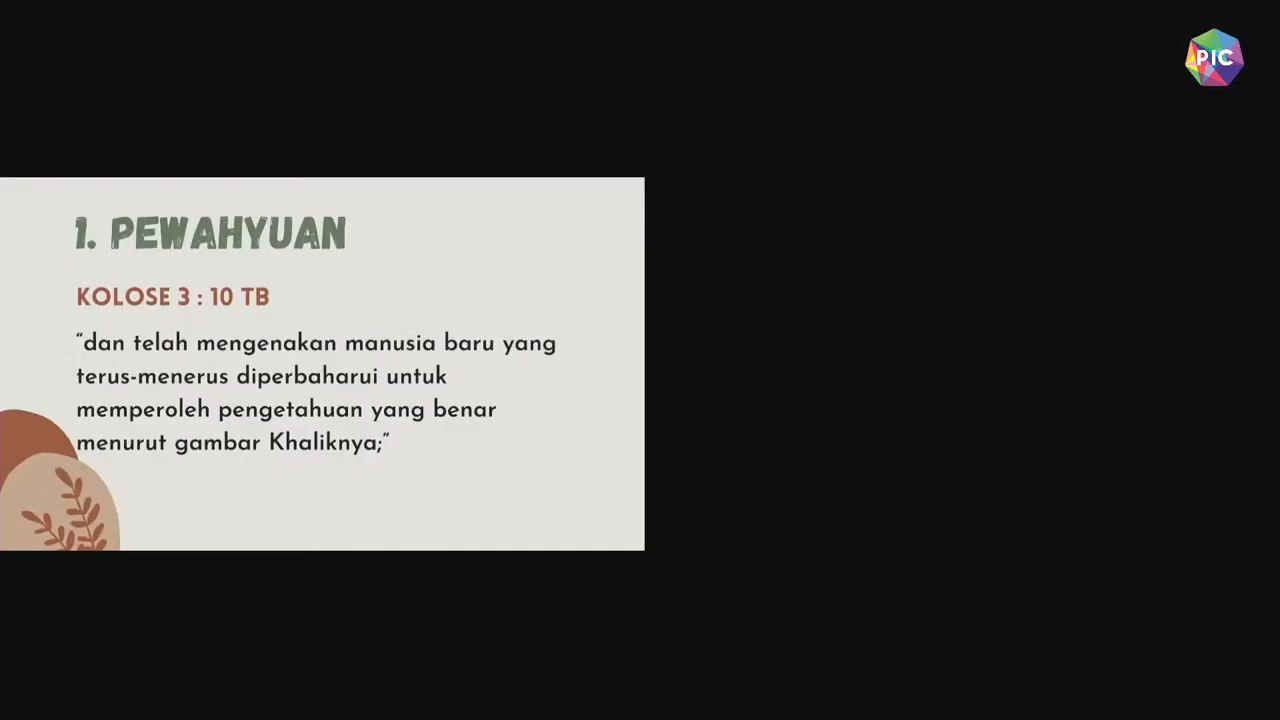 PIC
1. PEWAHYUAN
KOLOSE 3 : 10 TB
“dan telah mengenakan manusia baru yang
terus-menerus diperbaharui untuk
memperoleh pengetahuan yang benar
menurut gambar Khaliknya;”